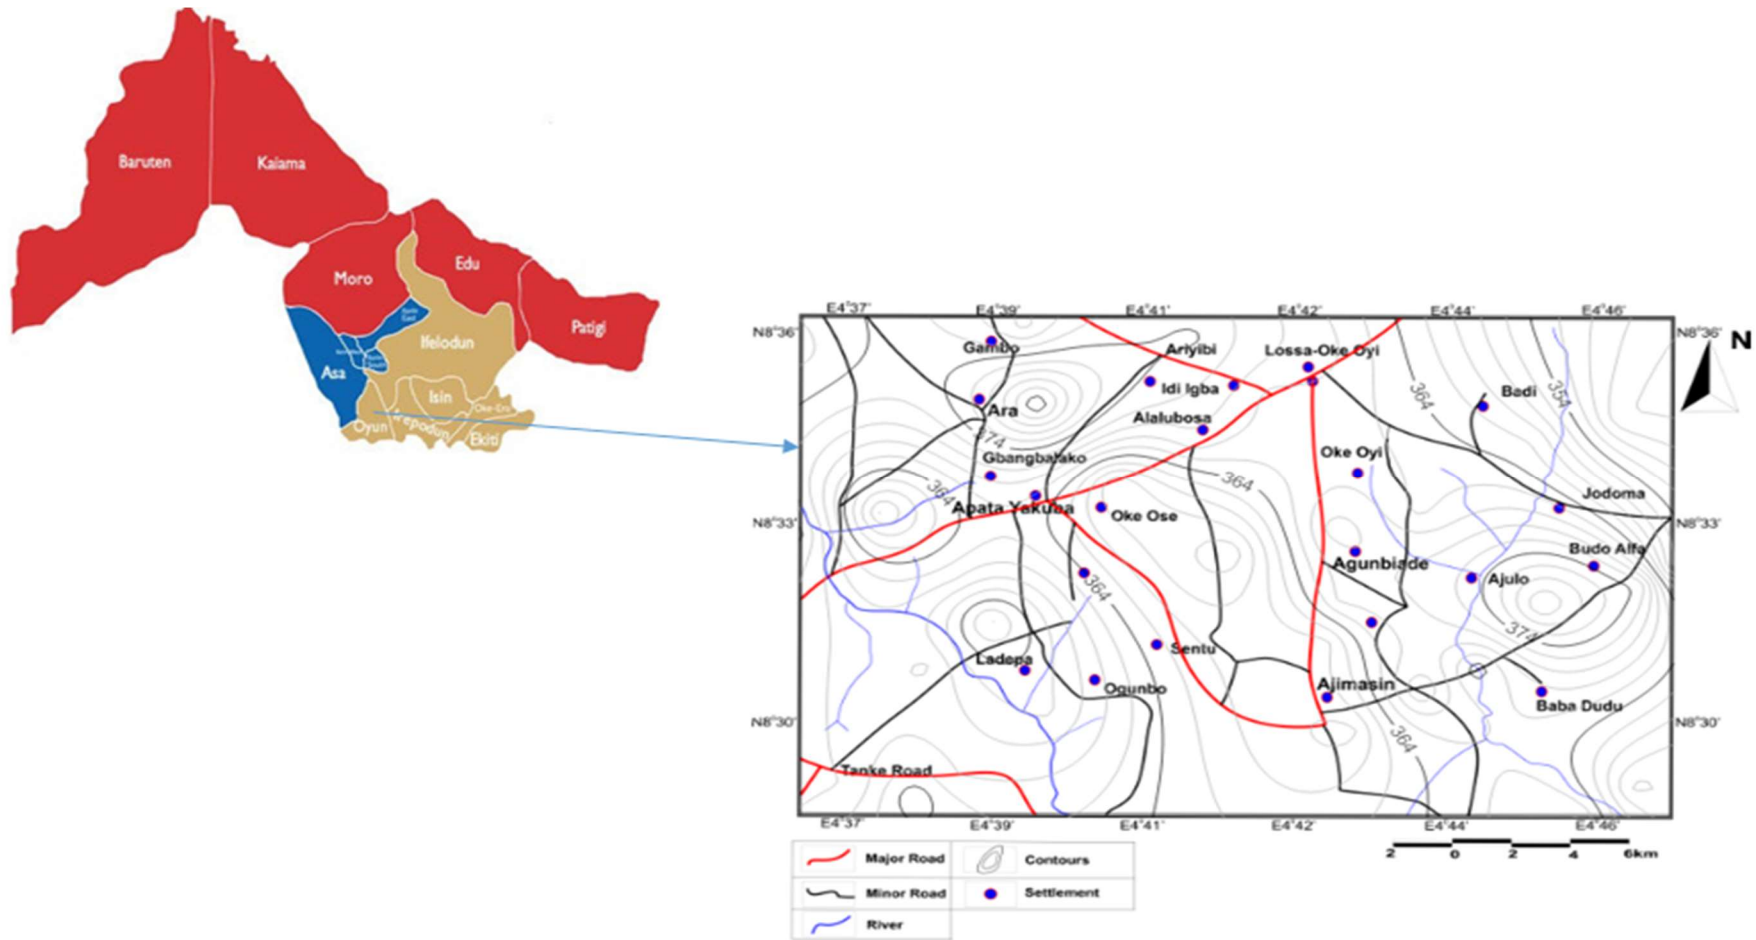 Baruten
Kaiama
Moro
Edu
Patigi
Ifelodun
Asa
Isin
Oke-Ero
Oyun
Ekiti
E4°37'
E4°39'
E4°41'
E4°42'
E4°44'
E4°46'
N8°36'
N8°36'
N
Gambo
Ariyibi
Lossa-Oke Oyi
Idi Igba
364
354
Badi
Ara
Alalubosa
374
Oke Oyi
Gbangbalako
364
364
Jodoma
Apata Yakuba
Oke Ose
N8°33'
N8°33'
Budo Alfa
Agunbiade
Ajulo
364
374
Sentu
Ladepa
Ogunbo
Ajimasin
Baba Dudu
N8°30'
N8°30'
364
Tanke Road
E4°37'
E4°39'
E4°41'
E4°42'
E4°44'
E4°46'
2 0 2 4 6km
Major Road
Contours
Minor Road
Settlement
River